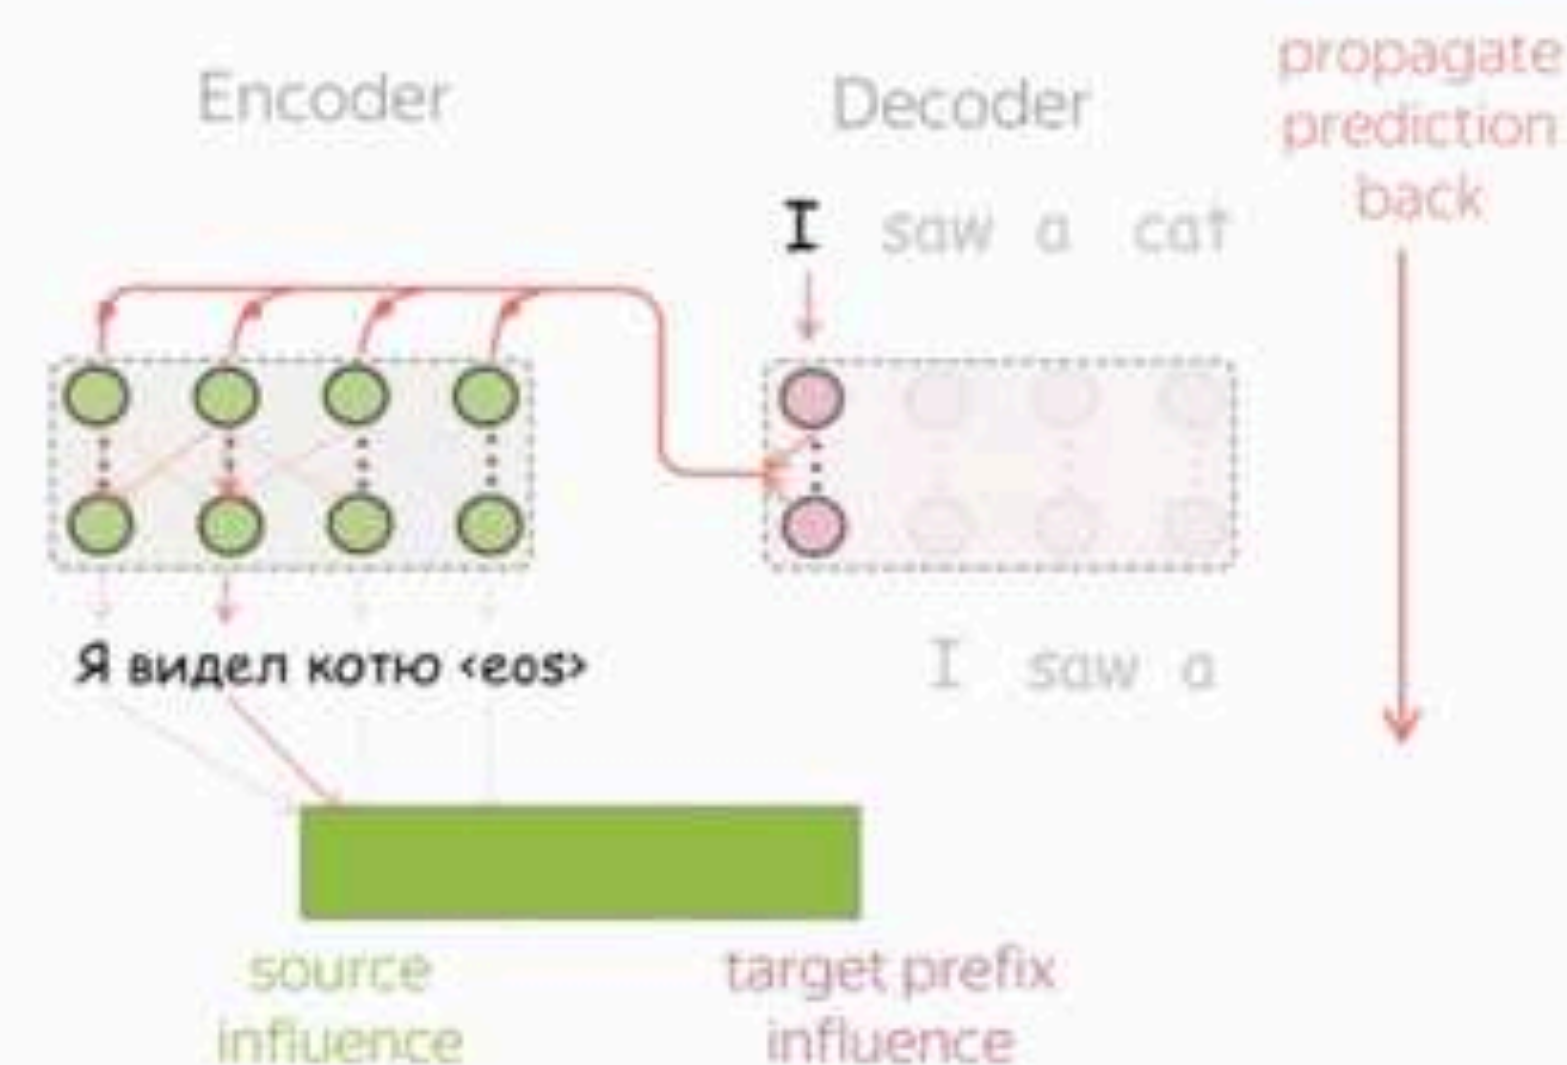 Encoder
Decoder
propagate
prediction
back
I saw a cat
Я видел котю <eos>
I saw a
source
influence
target prefix
influence